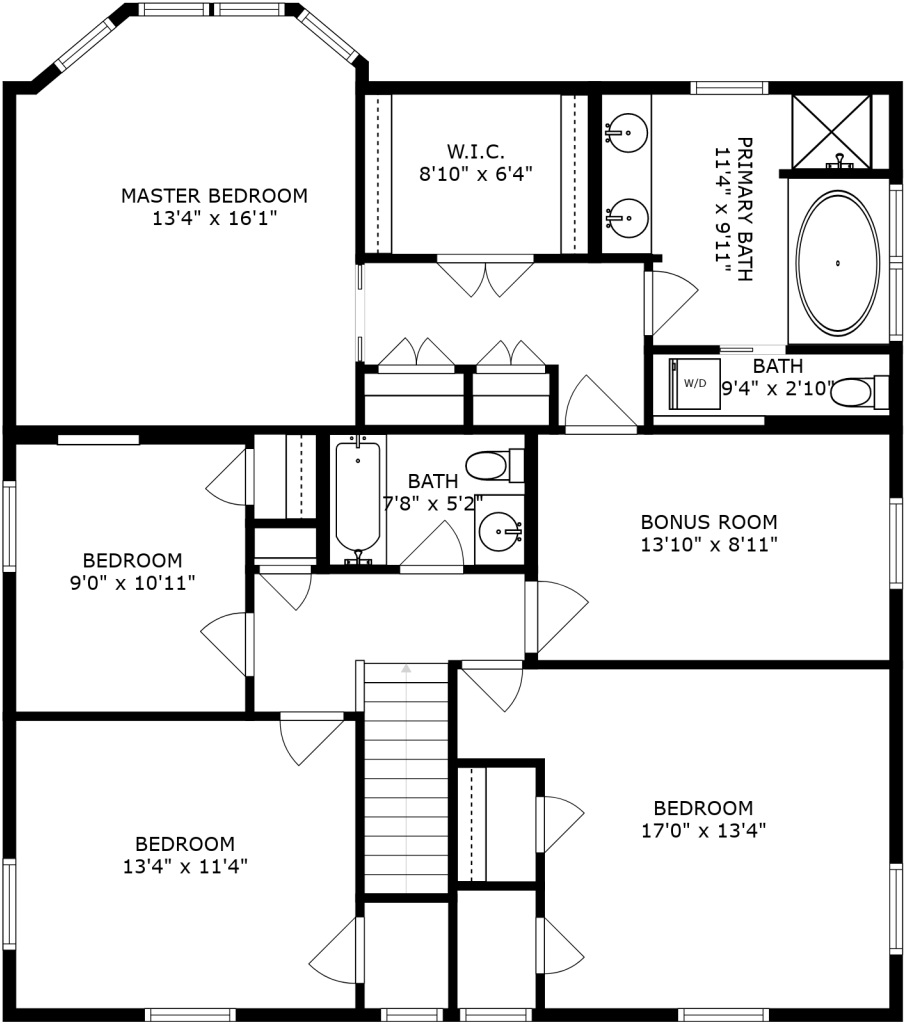 W.I.C.
8'10" x 6'4"
PRIMARY BATH
11'4" x 9'11"
MASTER BEDROOM
13'4" x 16'1"
BATH
9'4" x 2'10"
W/D
BATH
7'8" x 5'2"
BONUS ROOM
13'10" x 8'11"
BEDROOM
9'0" x 10'11"
BEDROOM
17'0" x 13'4"
BEDROOM
13'4" x 11'4"